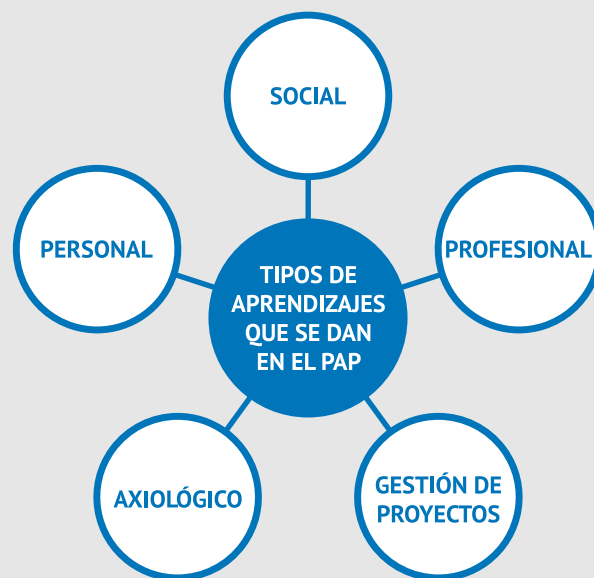 SOCIAL
PERSONAL
PROFESIONAL
TIPOS DE
APRENDIZAJES
QUE SE DAN
EN EL PAP
AXIOLÓGICO
GESTIÓN DE
PROYECTOS